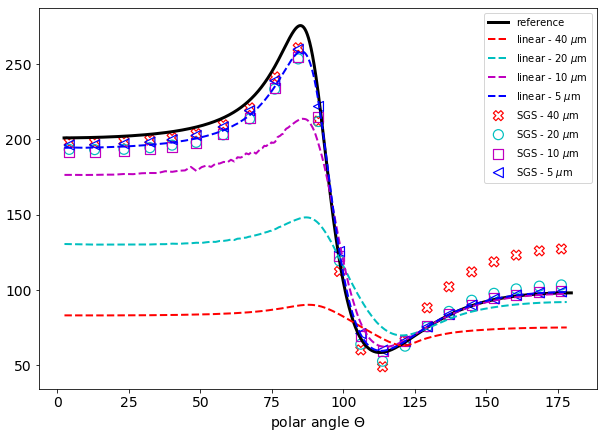 250
200
150
100
50
0
25
50
75
100
125
150
175
polar angle Θ
reference
linear - 40 μm
linear - 20 μm
linear - 10 μm
linear - 5 μm
SGS - 40 μm
SGS - 20 μm
SGS - 10 μm
SGS - 5 μm